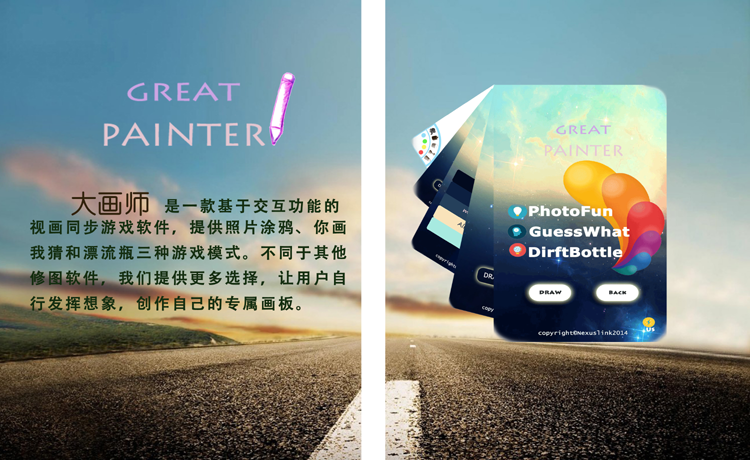 GREAT
PAINTER
大画师 是一款基于交互功能的
视画同步游戏软件，提供照片涂鸦、你画
我猜和漂流瓶三种游戏模式。不同于其他
修图软件，我们提供更多选择，让用户自
行发挥想象，创作自己的专属画板。
GREAT
PAINTER
PhotoFun
GuessWhat
DirftBottle
DRAW
BACK
copyright©Nexuslink2014
US